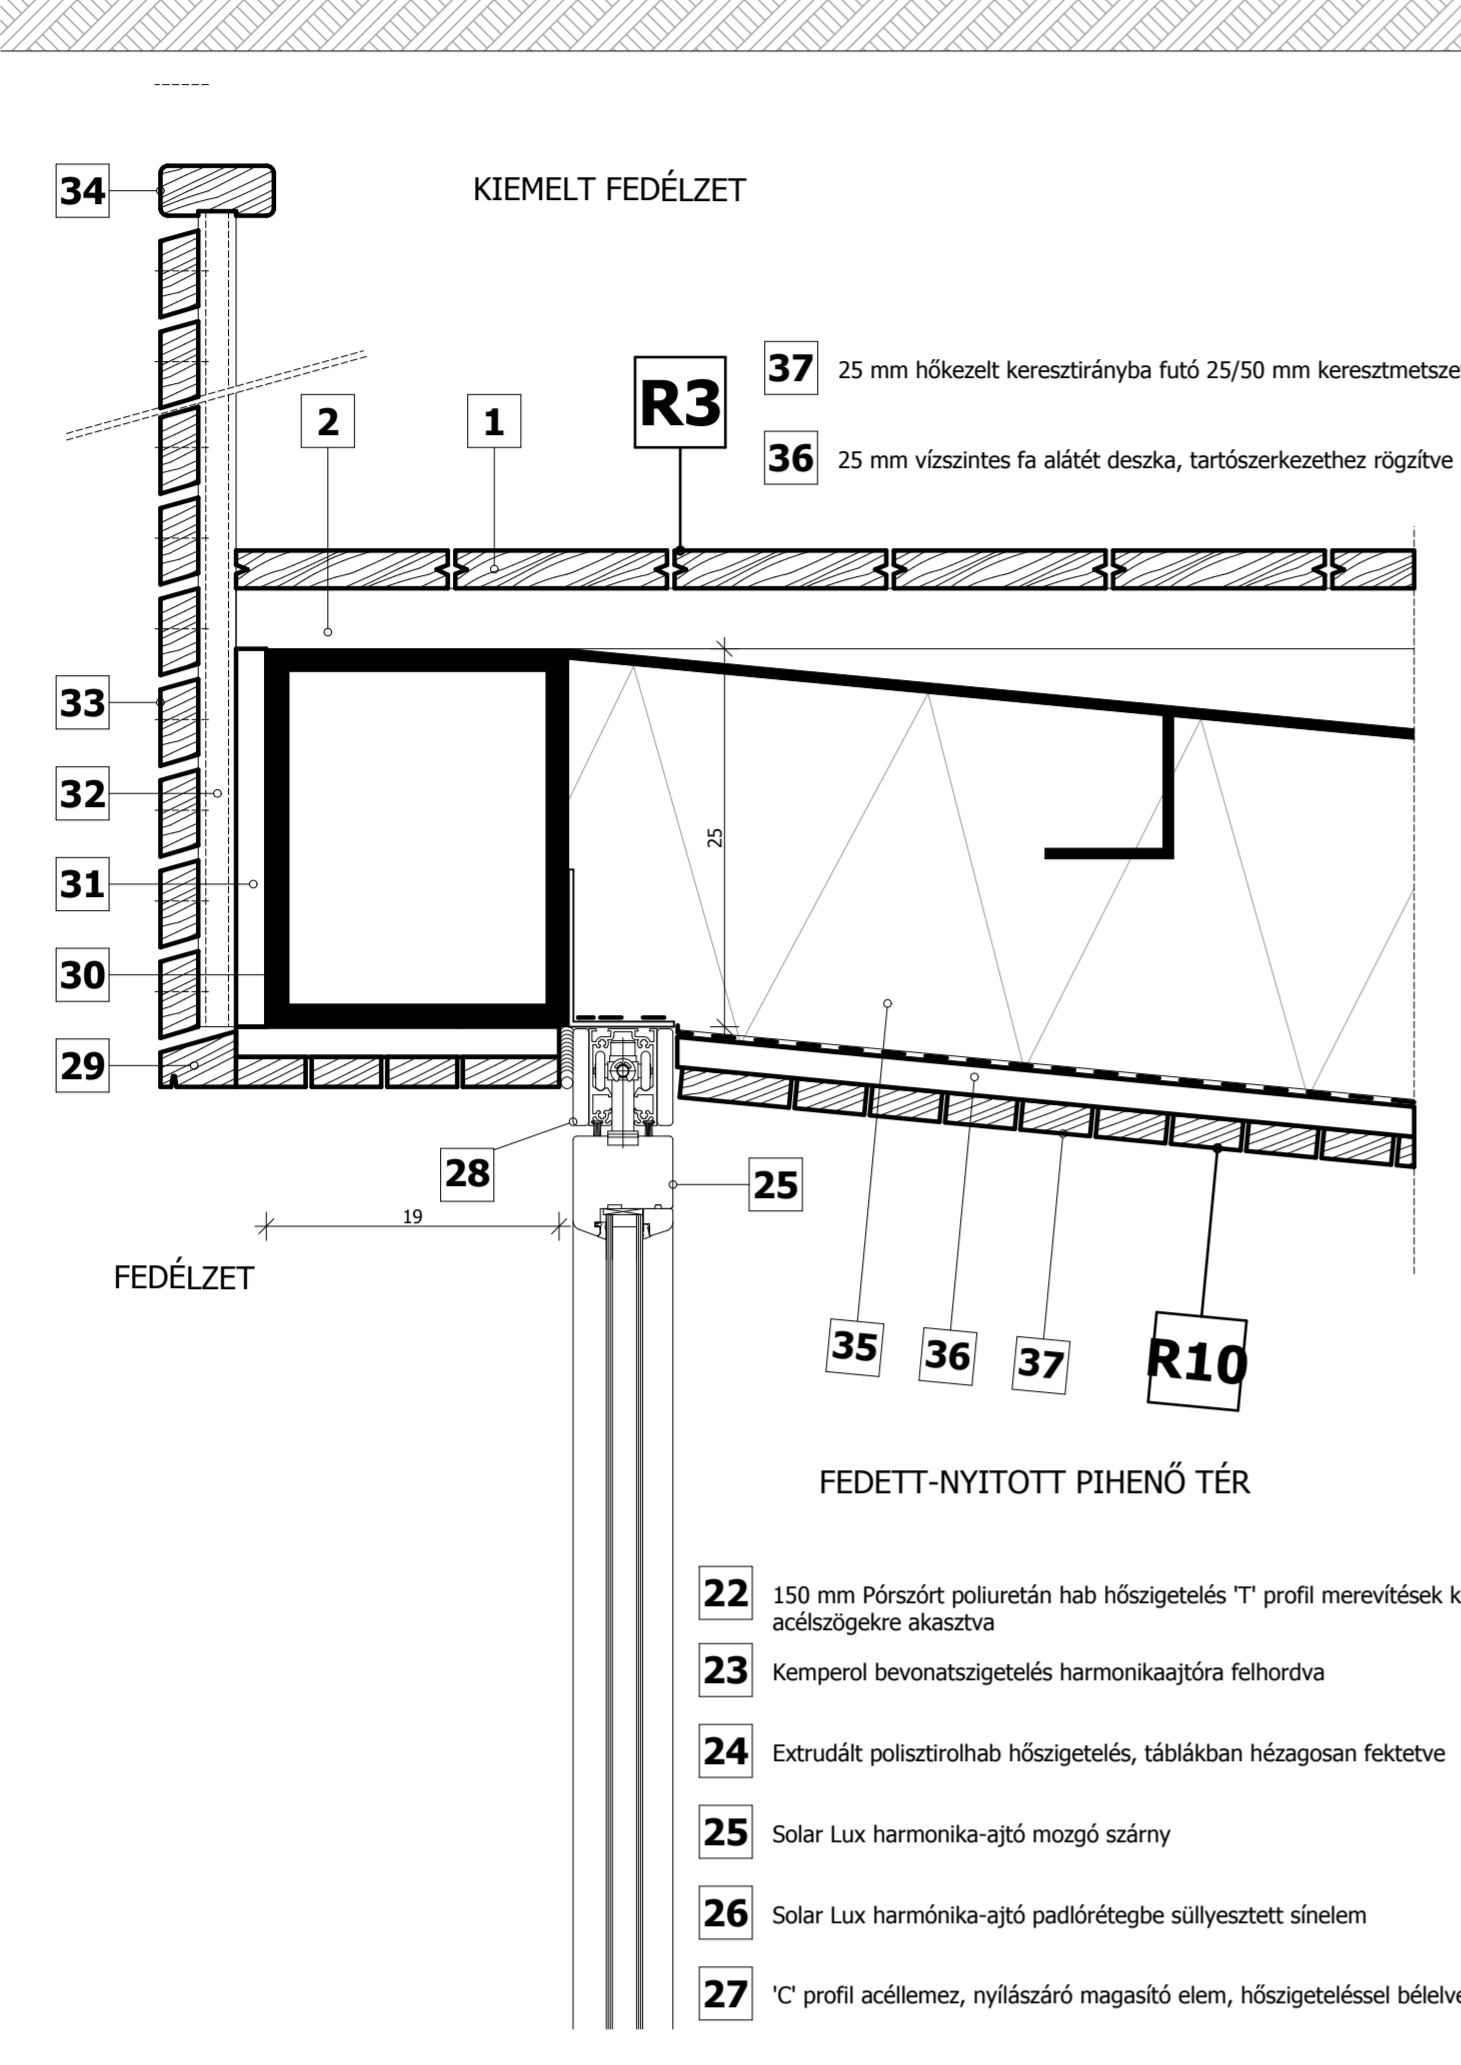 34
KIEMELT FEDÉLZET
37 25 mm hőkezelt keresztirányba futó 25/50 mm
2
1
R3
36 25 mm vízszintes fa alátét deszka, tartószerkezethez rögzítve
33
32
25
31
30
29
28
25
19
FEDÉLZET
35
36
37
R10
FEDETT-NYITOTT PIHENŐ TÉR
22 150 mm Pórszórt poliuretán hab hőszigetelés 'T' profil merevítések
acélszögekre akasztva
23 Kemperol bevonatszigetelés harmonikaajtóra felhordva
24 Extrudált polisztirolhab hőszigetelés, táblákban hézagosan fektetve
25 Solar Lux harmonika-ajtó mozgó szárny
26 Solar Lux harmónika-ajtó padlórétegbe süllyesztett sínelem
27 'C' profil acéllemez, nyílászáró magasító elem, hőszigeteléssel bélelve